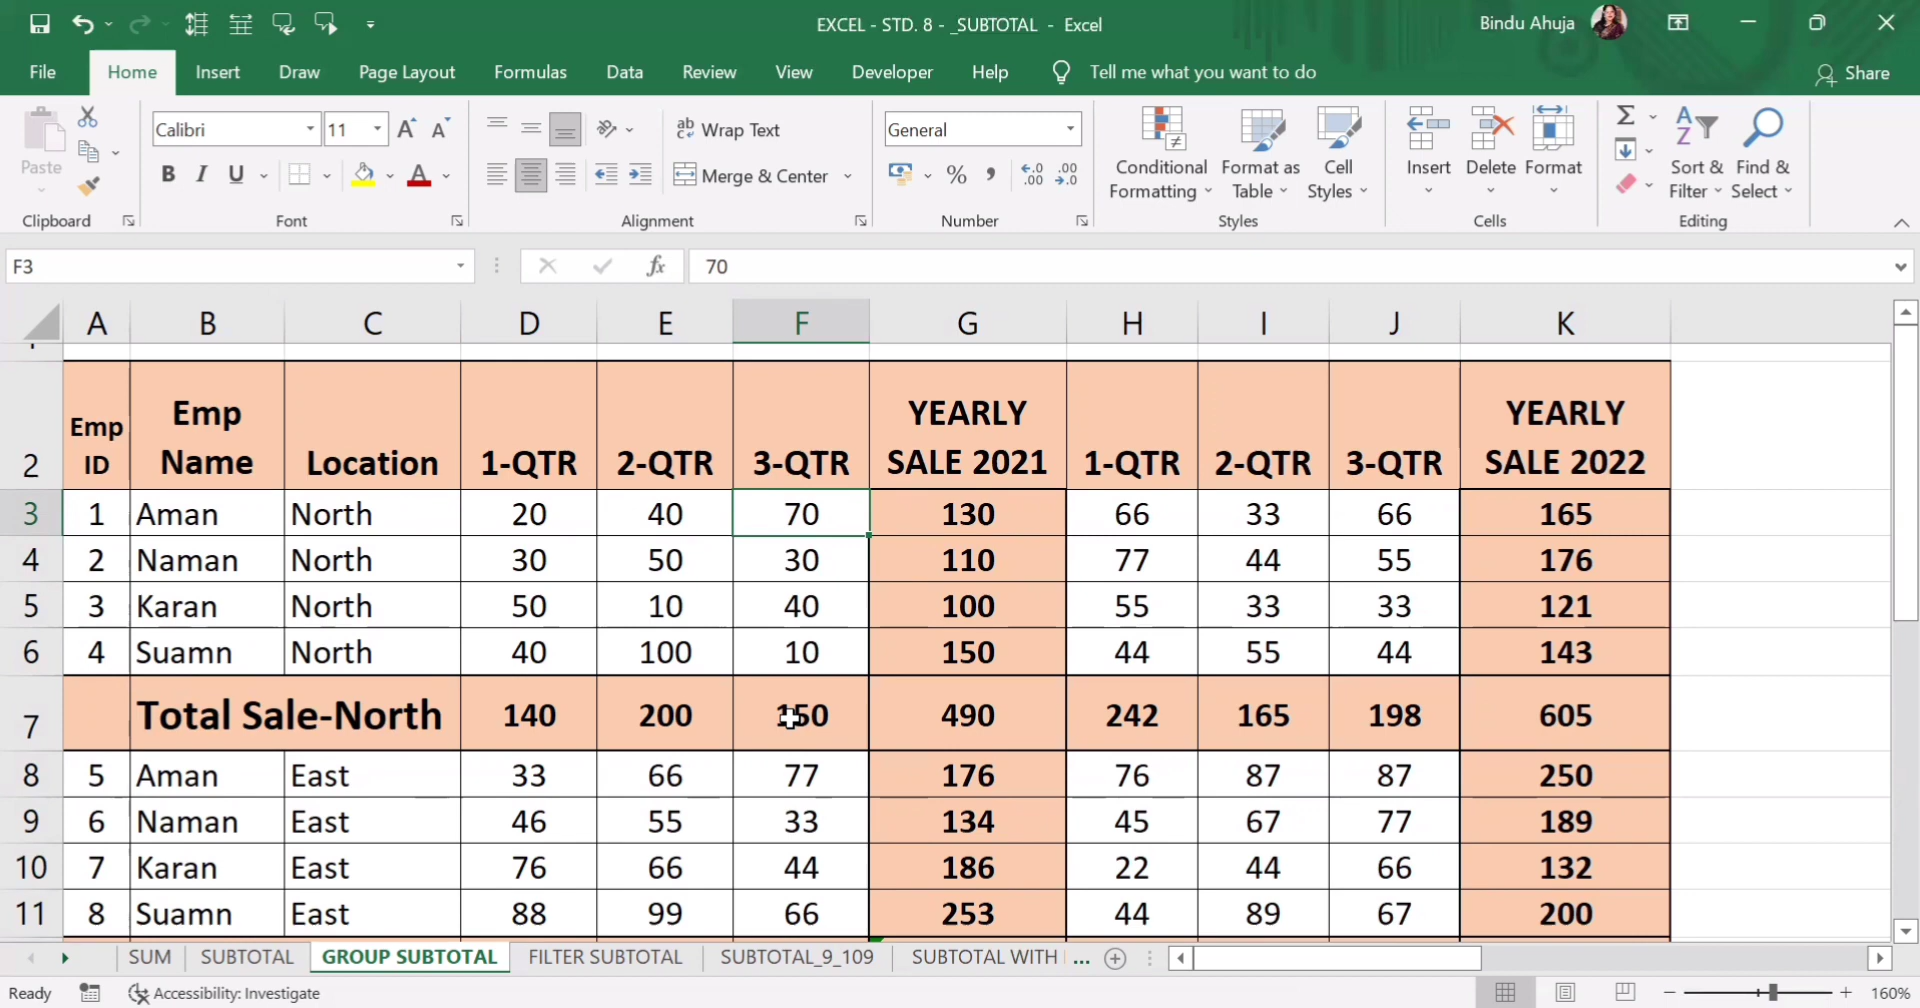 EXCEL - STD. 8 - _SUBTOTAL - Excel
Bindu Ahuja
File Home Insert Draw Page Layout Formulas Data Review View Developer Help Tell me what you want to do Share
Paste
Clipboard
Calibri 11
B I U
Font
Wrap Text
Merge & Center
Alignment
General
% , .00
Number
Conditional Formatting
Format as Table
Cell Styles
Styles
Insert Delete Format
Cells
Sort & Filter
Find & Select
Editing
F3 fx 70
A B C D E F G H I J K
2 Emp ID Emp Name Location 1-QTR 2-QTR 3-QTR YEARLY SALE 2021 1-QTR 2-QTR 3-QTR YEARLY SALE 2022
3 1 Aman North 20 40 70 130 66 33 66 165
4 2 Naman North 30 50 30 110 77 44 55 176
5 3 Karan North 50 10 40 100 55 33 33 121
6 4 Suamn North 40 100 10 150 44 55 44 143
7 Total Sale-North 140 200 150 490 242 165 198 605
8 5 Aman East 33 66 77 176 76 87 87 250
9 6 Naman East 46 55 33 134 45 67 77 189
10 7 Karan East 76 66 44 186 22 44 66 132
11 8 Suamn East 88 99 66 253 44 89 67 200
SUM SUBTOTAL GROUP SUBTOTAL FILTER SUBTOTAL SUBTOTAL_9_109 SUBTOTAL WITH ...
Ready Accessibility: Investigate 160%